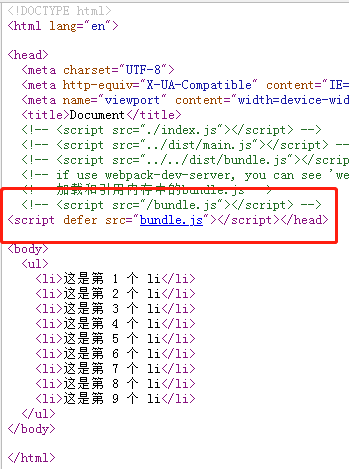 <!DOCTYPE html>
<html lang="en">
<head>
<meta charset="UTF-8">
<meta http-equiv="X-UA-Compatible" content="IE=
<meta name="viewport" content="width=device-wid
<title>Document</title>
<!-- <script src="./index.js"></script> -->
<!-- <script src="../dist/main.js"></script> -->
<!-- <script src="../../dist/bundle.js"></script>
<!-- if use webpack-dev-server, you can see 'we
加载和引用内存中的bundle.js -->
<!-- <script src="/bundle.js"></script> -->
<script defer src="bundle.js"></script></head>
<body>
<ul>
<li>这是第 1 个 li</li>
<li>这是第 2 个 li</li>
<li>这是第 3 个 li</li>
<li>这是第 4 个 li</li>
<li>这是第 5 个 li</li>
<li>这是第 6 个 li</li>
<li>这是第 7 个 li</li>
<li>这是第 8 个 li</li>
<li>这是第 9 个 li</li>
</ul>
</body>
</html>